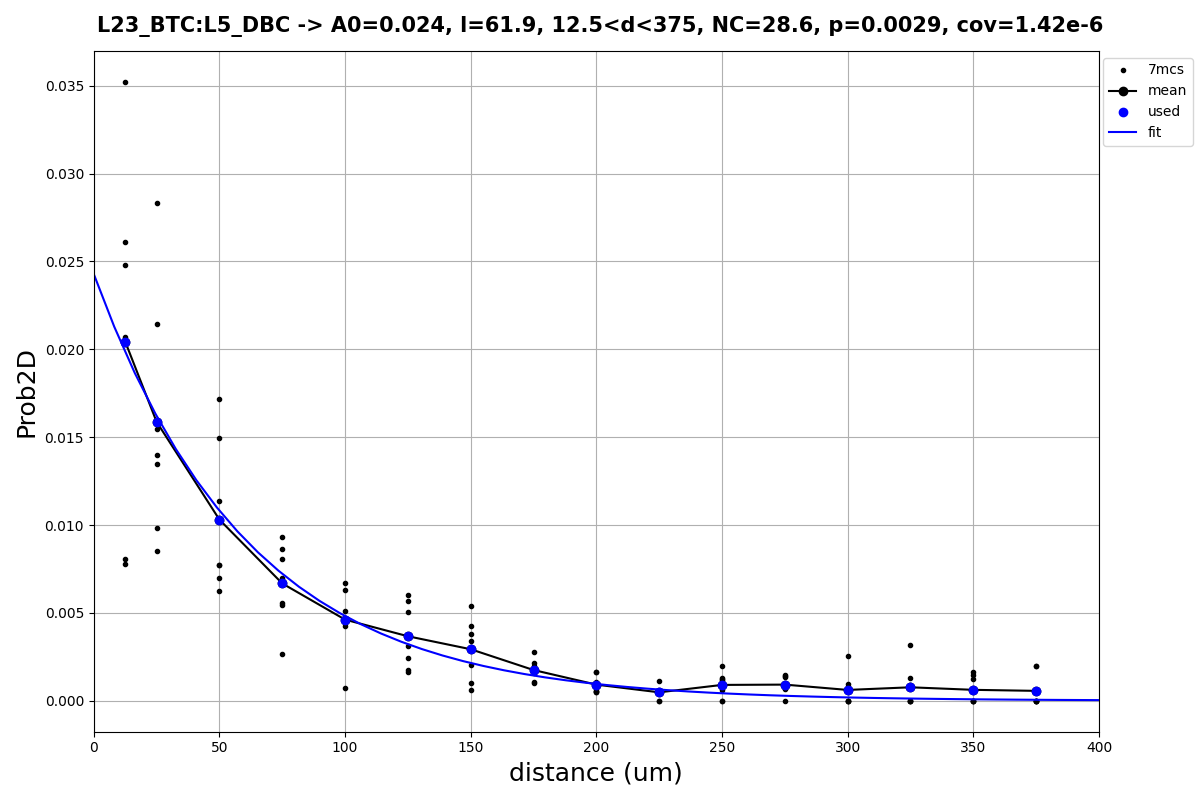 L23_BTC:L5_DBC -> A0=0.024, l=61.9, 12.5<d<375, NC=28.6, p=0.0029, cov=1.42e-6
7mcs
mean
used
fit
0.035
0.030
0.025
0.020
0.015
0.010
0.005
0.000
Prob2D
0 50 100 150 200 250 300 350 400
distance (um)